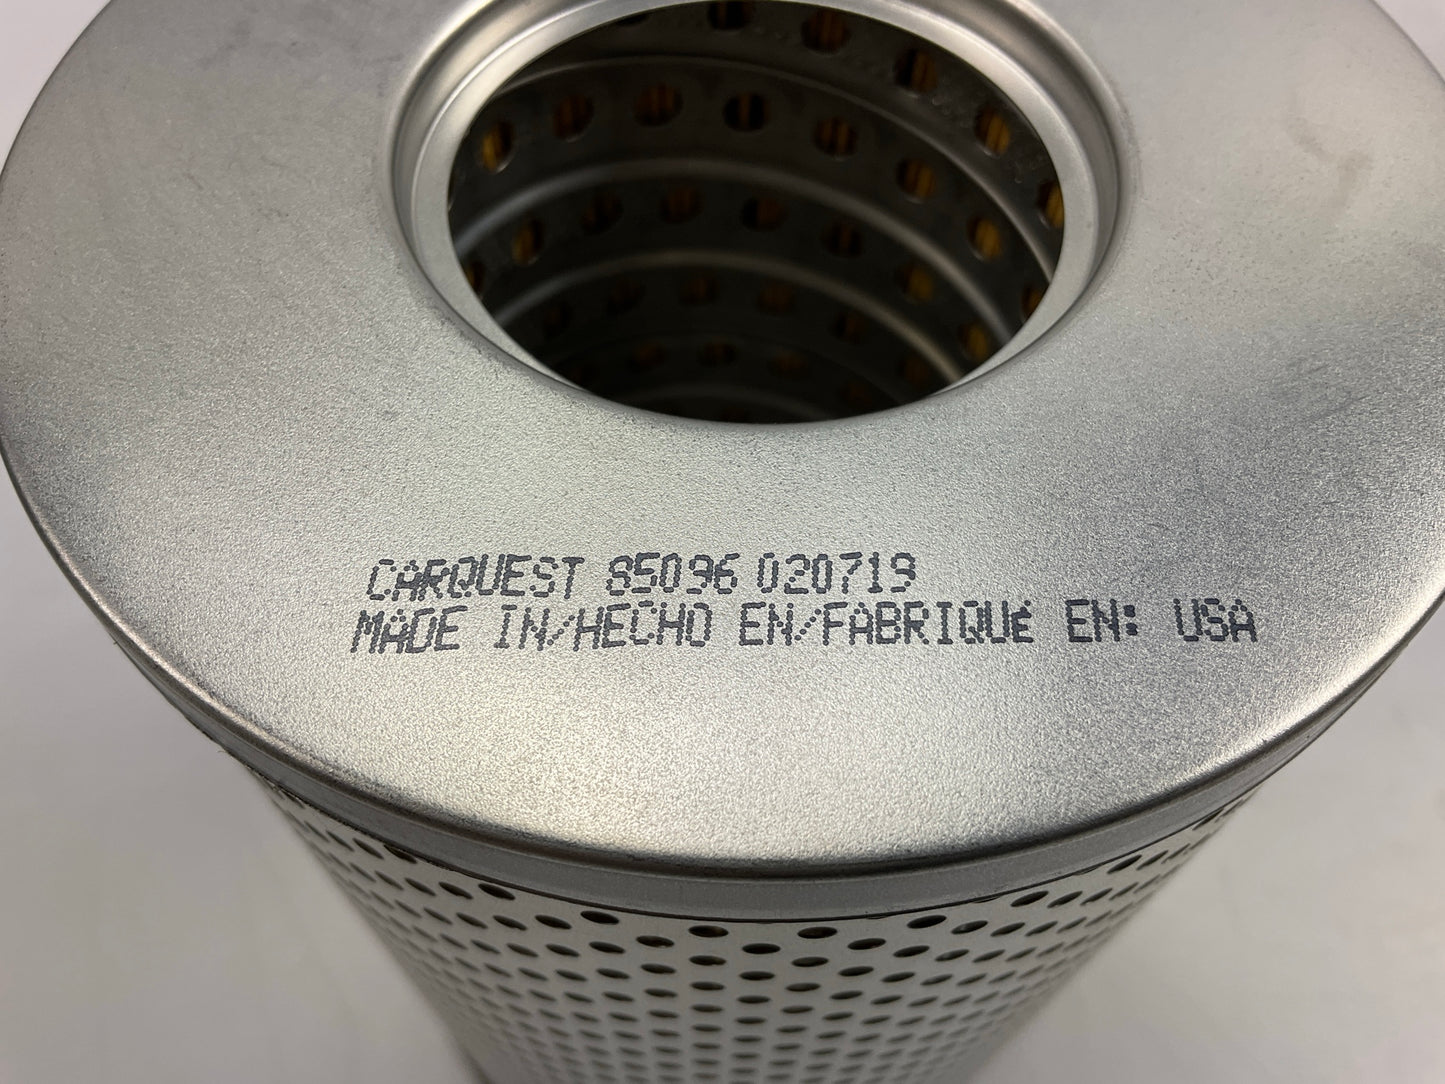 CARQUEST 85096 020719
MADE IN/HECHO EN/FABRIQUé EN: USA